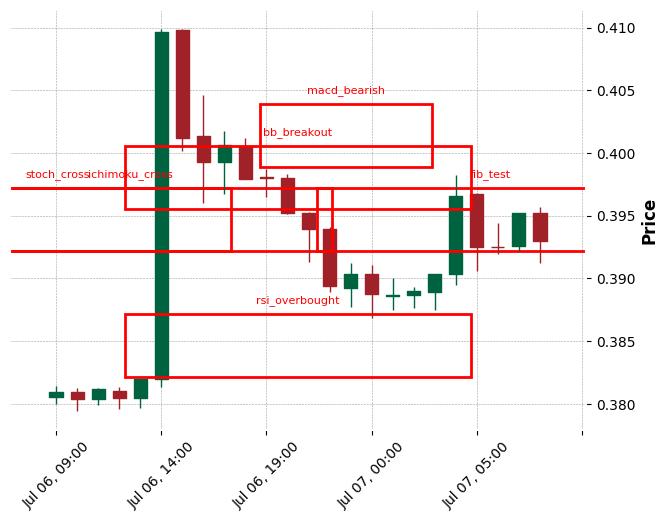 0.410
macd_bearish
0.405
bb_breakout
0.400
stoch_cross
ichimoku_cross
fib_test
0.395
Price
0.390
rsi_overbought
0.385
0.380
Jul 06, 09:00
Jul 06, 14:00
Jul 06, 19:00
Jul 07, 00:00
Jul 07, 05:00